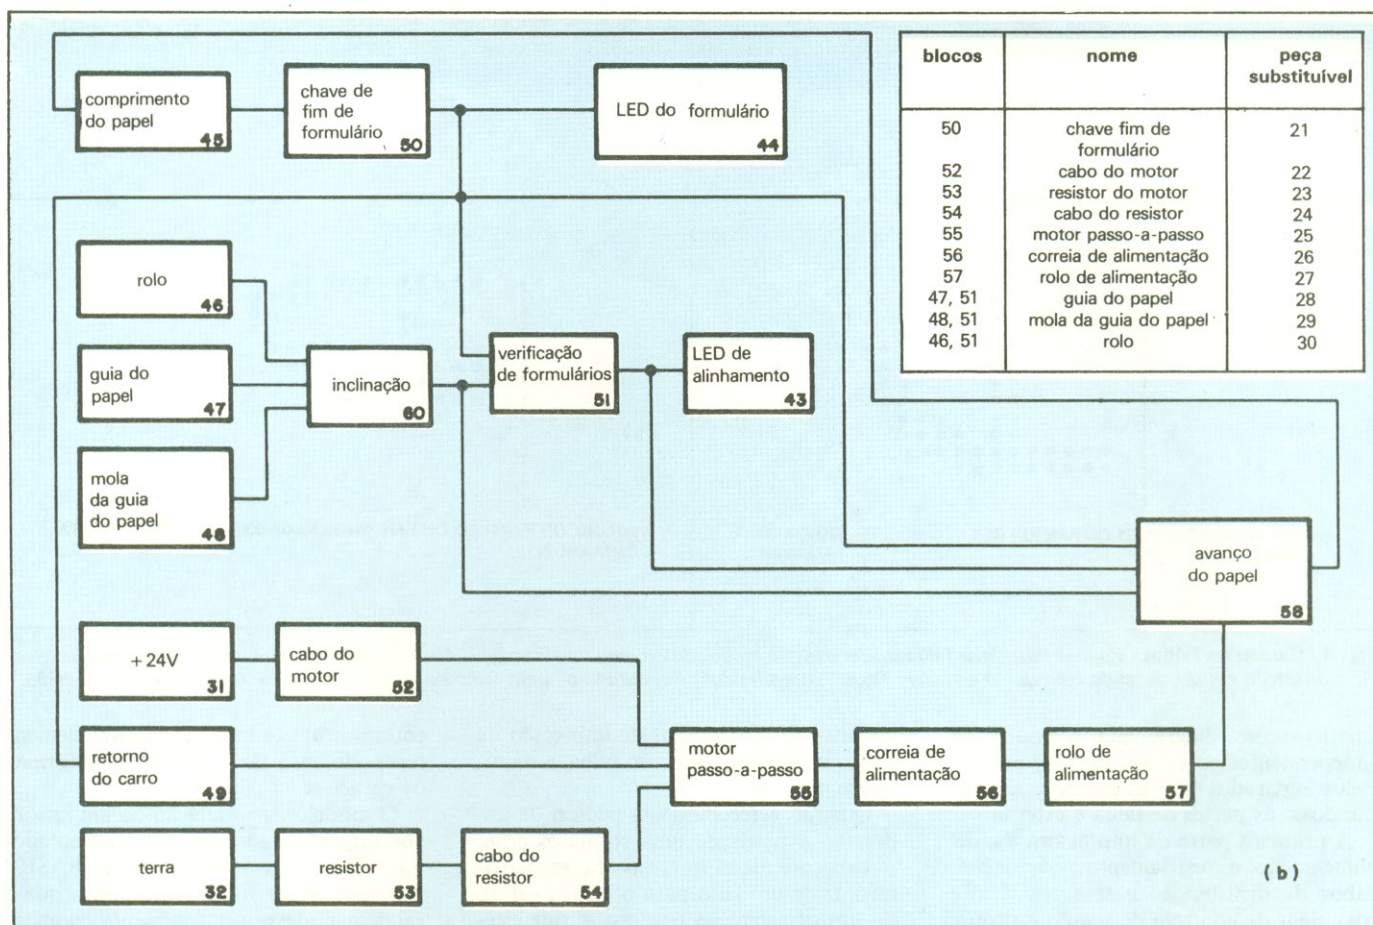 comprimento
do papel
45
chave de
fim de
formulário
50
LED do formulário
44
blocos nome peça
substituível
50 chave fim de 21
formulário
52 cabo do motor 22
53 resistor do motor 23
54 cabo do resistor 24
55 motor passo-a-passo 25
56 correia de alimentação 26
57 rolo de alimentação 27
47, 51 guia do papel 28
48, 51 mola da guia do papel 29
46, 51 rolo 30
rolo
46
guia do
papel
47
mola
da guia
do papel
48
inclinação
60
verificação
de formulários
51
LED de
alinhamento
43
avanço
do papel
58
+24V
31
cabo do
motor
52
retorno
do carro
49
motor
passo-a-passo
55
correia de
alimentação
56
rolo de
alimentação
57
terra
32
resistor
53
cabo do
resistor
54
(b)